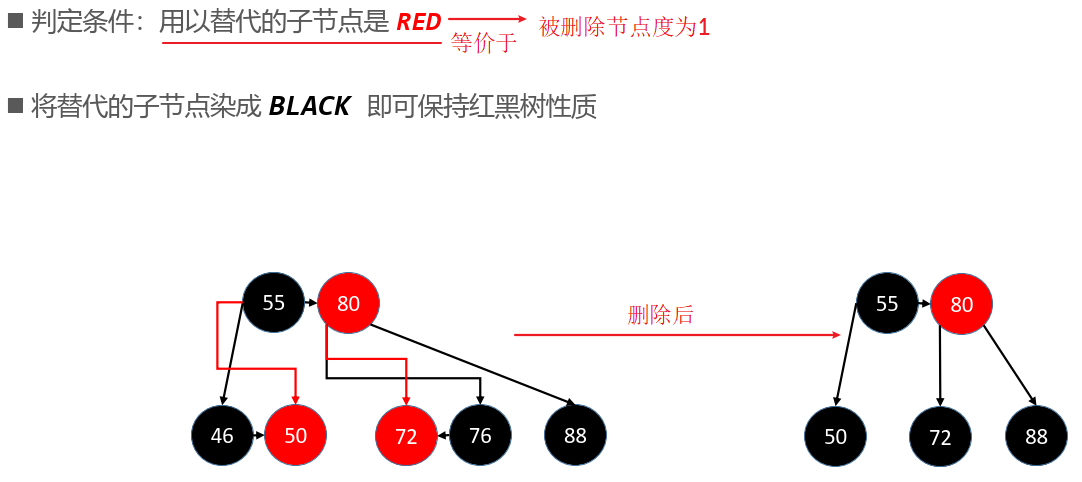 判定条件：用以替代的子节点是 RED
等价于
被删除节点度为1
将替代的子节点染成 BLACK 即可保持红黑树性质
55 80
删除后
55 80
46 50 72 76 88
50 72 88